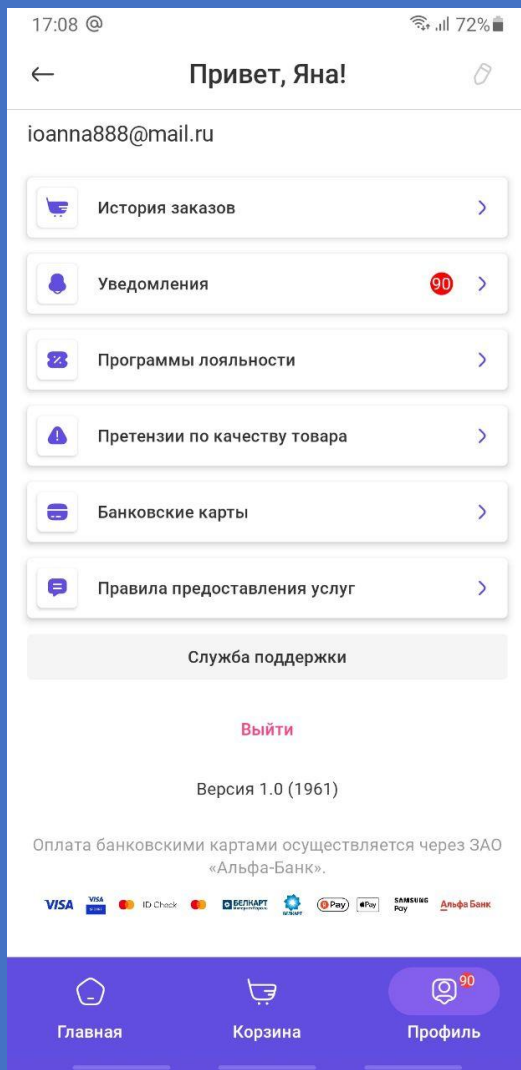 17:08 @ 72%
Привет, Яна!
ioanna888@mail.ru
История заказов
Уведомления 90
Программы лояльности
Претензии по качеству товара
Банковские карты
Правила предоставления услуг
Служба поддержки
Выйти
Версия 1.0 (1961)
Оплата банковскими картами осуществляется через ЗАО
«Альфа-Банк».
VISA VISA ID Check БЕЛКАРТ БЕЛКАРТ Pay Pay SAMSUNG Pay Альфа Банк
90
Главная Корзина Профиль